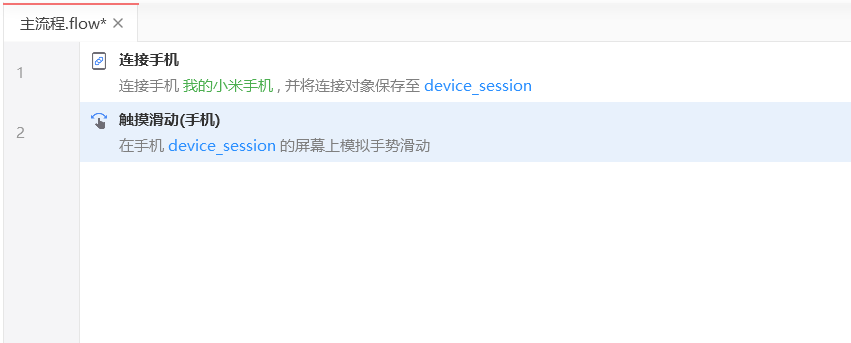 主流程.flow*
1
连接手机
连接手机 我的小米手机 , 并将连接对象保存至 device_session
2
触摸滑动(手机)
在手机 device_session 的屏幕上模拟手势滑动